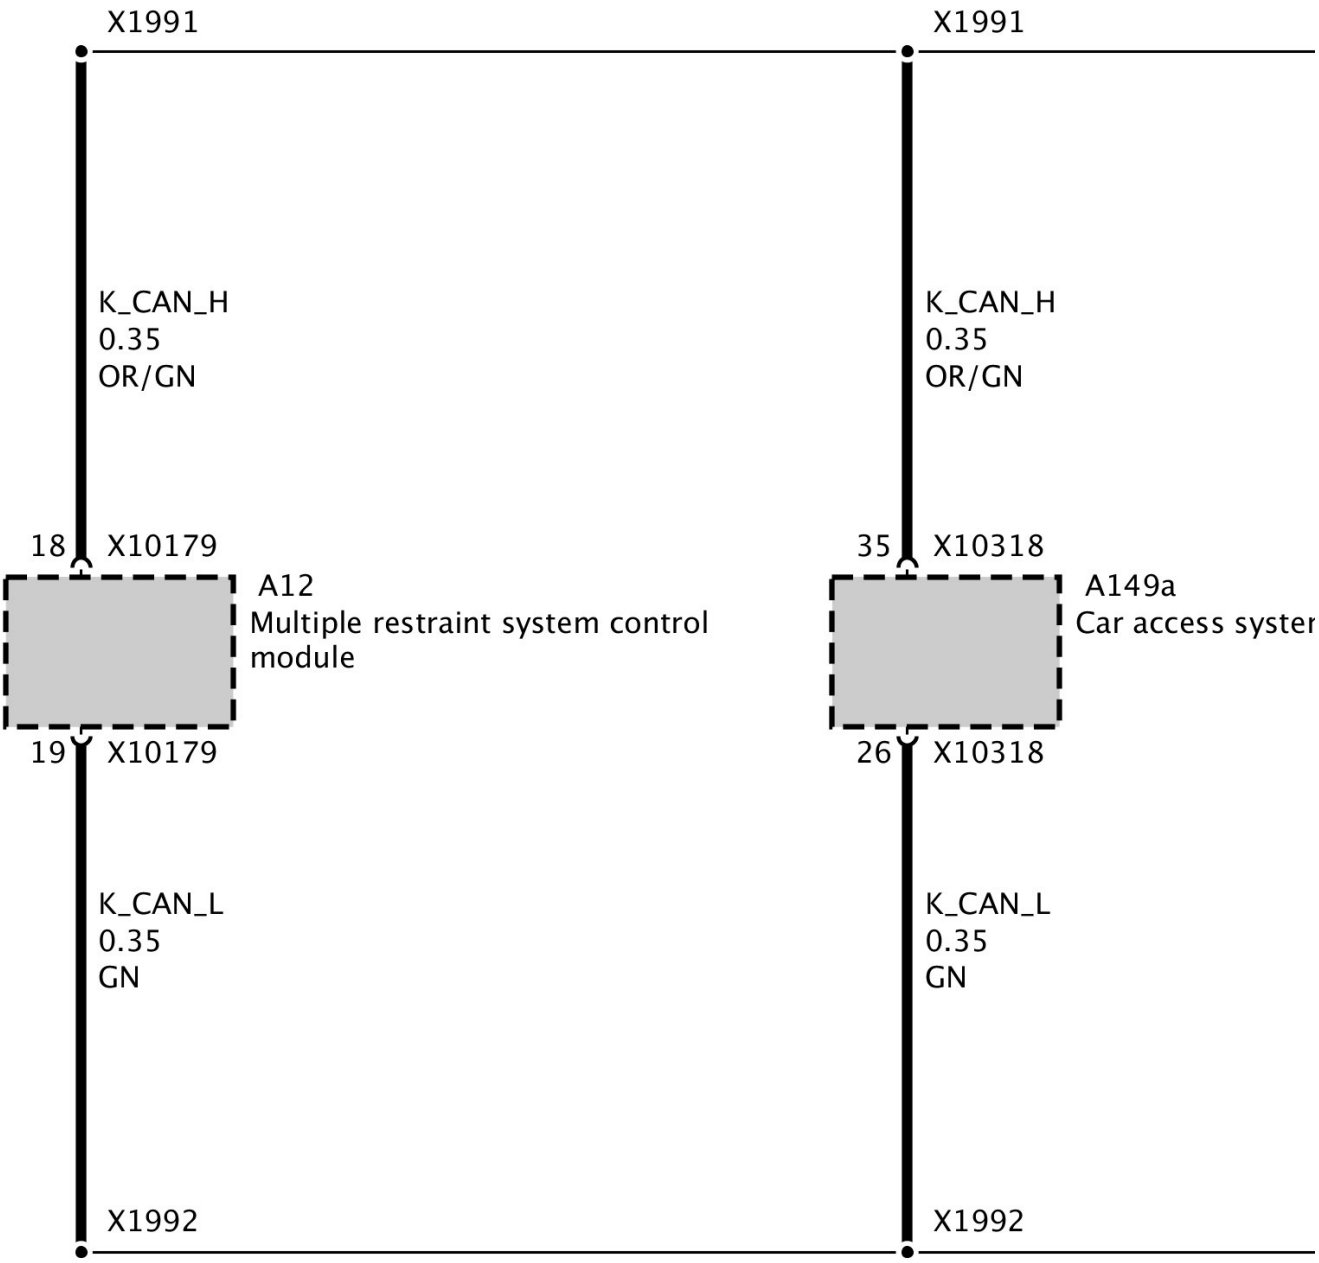 X1991
X1991
K_CAN_H
0.35
OR/GN
K_CAN_H
0.35
OR/GN
18 X10179
35 X10318
A12
Multiple restraint system control
module
A149a
Car access
19 X10179
26 X10318
K_CAN_L
0.35
GN
K_CAN_L
0.35
GN
X1992
X1992